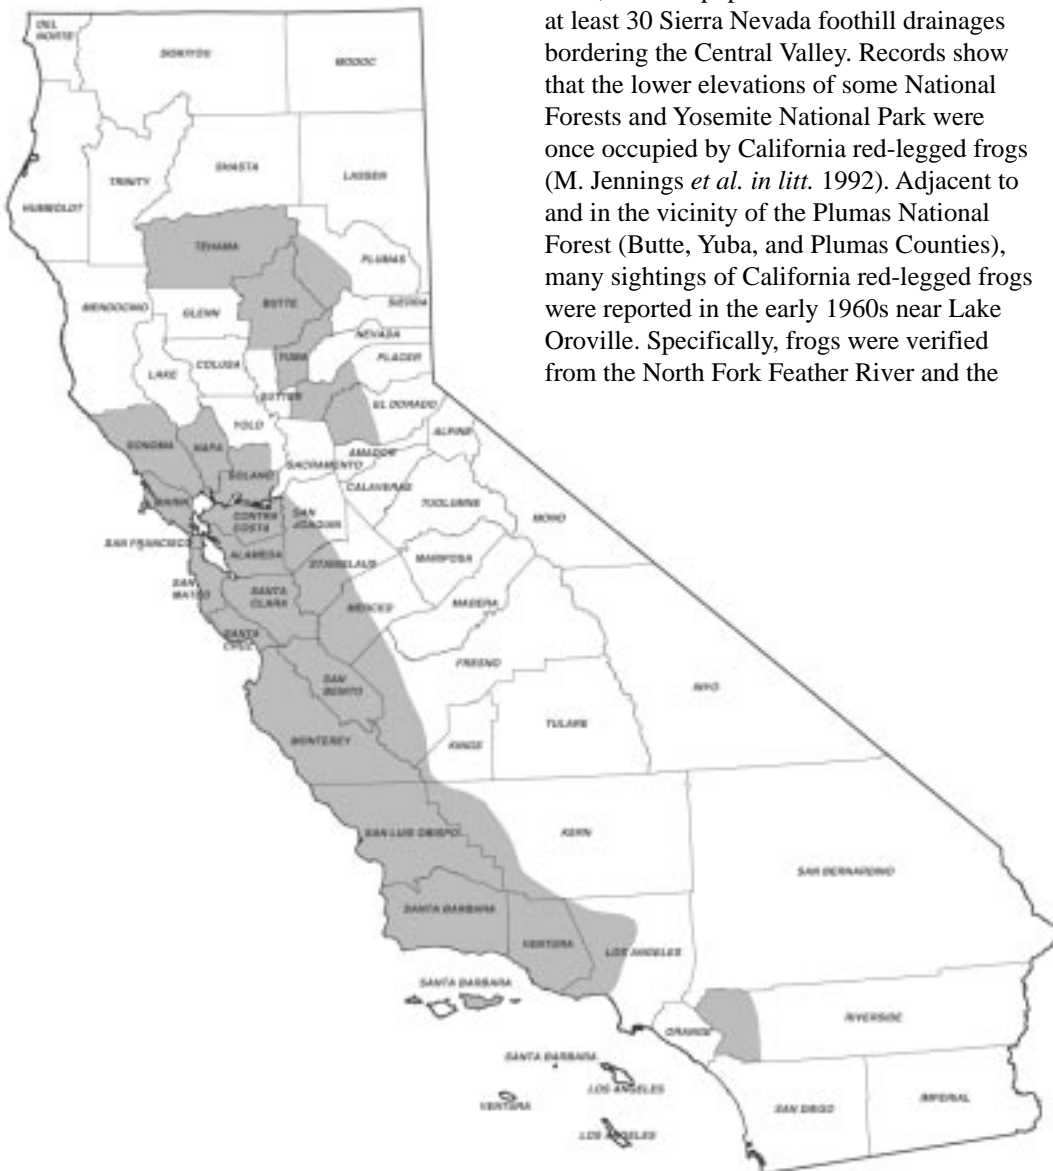 at least 30 Sierra Nevada foothill drainages
bordering the Central Valley. Records show
that the lower elevations of some National
Forests and Yosemite National Park were
once occupied by California red-legged frogs
(M. Jennings et al. in litt. 1992). Adjacent to
and in the vicinity of the Plumas National
Forest (Butte, Yuba, and Plumas Counties),
many sightings of California red-legged frogs
were reported in the early 1960s near Lake
Oroville. Specifically, frogs were verified
from the North Fork Feather River and the
DEL
NORTE
SISKIYOU
MODOC
TRINITY
SHASTA
LASSEN
HUMBOLDT
TEHAMA
PLUMAS
MENDOCINO
GLENN
BUTTE
SIERRA
NEVADA
YUBA
PLACER
LAKE
COLUSA
SUTTER
EL DORADO
YOLO
ALPINE
SONOMA
NAPA
SACRAMENTO
AMADOR
SOLANO
CALAVERAS
TUOLUMNE
MARIN
CONTRA
COSTA
SAN
JOAQUIN
MONO
SAN FRANCISCO
ALAMEDA
STANISLAUS
MARIPOSA
SAN
MATEO
SANTA
CLARA
MERCED
MADERA
SANTA
CRUZ
FRESNO
SAN
BENITO
INYO
MONTEREY
KINGS
TULARE
SAN LUIS OBISPO
KERN
SAN BERNARDINO
SANTA BARBARA
VENTURA
LOS ANGELES
SANTA BARBARA
ORANGE
RIVERSIDE
SANTA BARBARA
LOS ANGELES
VENTURA
SAN DIEGO
IMPERIAL
LOS ANGELES